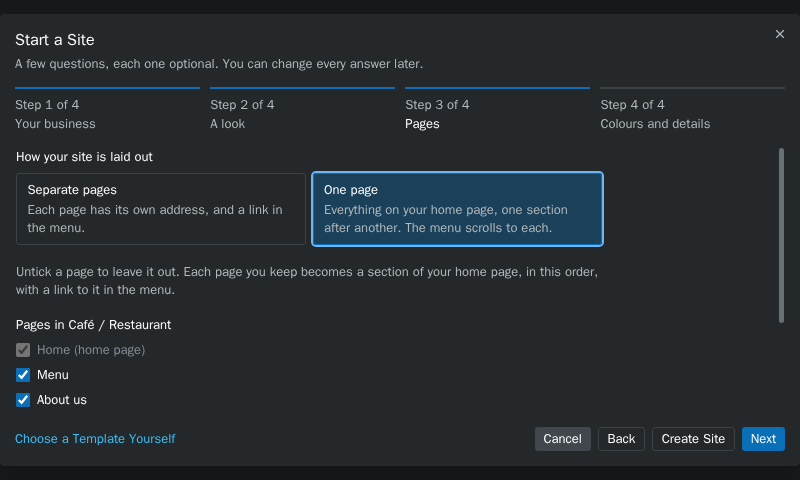 Start a Site
A few questions, each one optional. You can change every answer later.
Step 1 of 4
Your business
Step 2 of 4
A look
Step 3 of 4
Pages
Step 4 of 4
Colours and details
How your site is laid out
Separate pages
Each page has its own address, and a link in
the menu.
One page
Everything on your home page, one section
after another. The menu scrolls to each.
Untick a page to leave it out. Each page you keep becomes a section of your home page, in this order,
with a link to it in the menu.
Pages in Café / Restaurant
Home (home page)
Menu
About us
Choose a Template Yourself
Cancel
Back
Create Site
Next